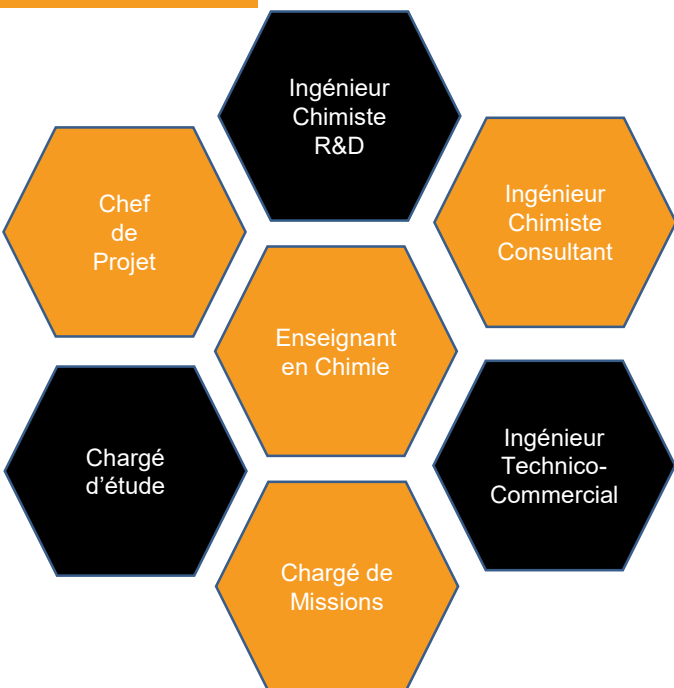 Ingénieur
Chimiste
R&D
Chef
de
Projet
Ingénieur
Chimiste
Consultant
Enseignant
en Chimie
Chargé
d’étude
Ingénieur
Technico-
Commercial
Chargé de
Missions